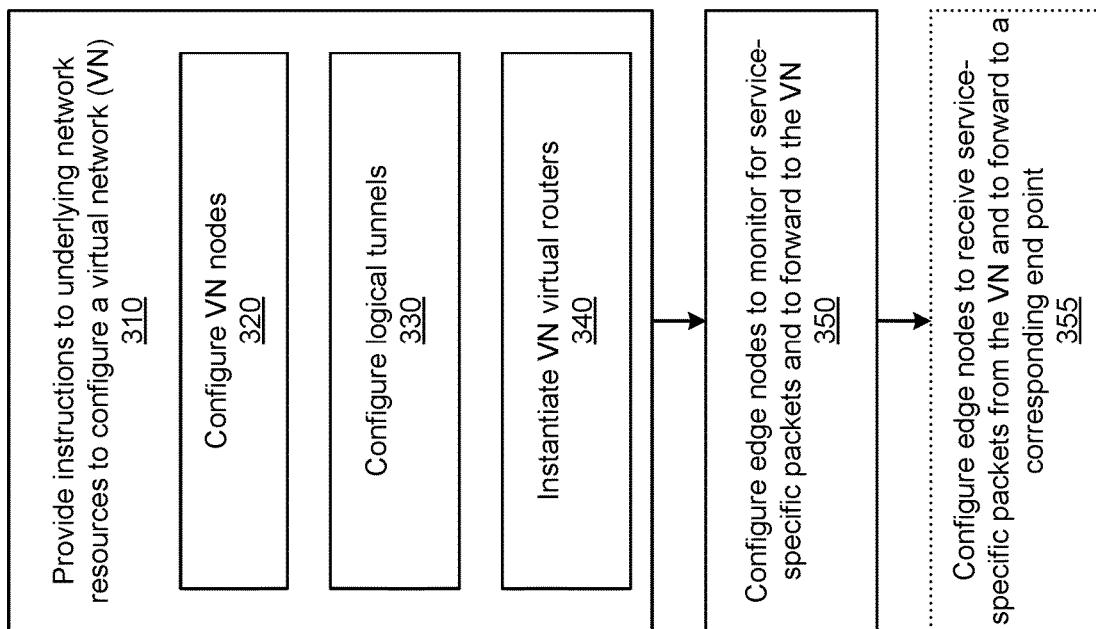 Provide instructions to underlying network
resources to configure a virtual network (VN)
310
Configure VN nodes
320
Configure logical tunnels
330
Instantiate VN virtual routers
340
Configure edge nodes to monitor for service-
specific packets and to forward to the VN
350
Configure edge nodes to receive service-
specific packets from the VN and to forward to a
corresponding end point
355